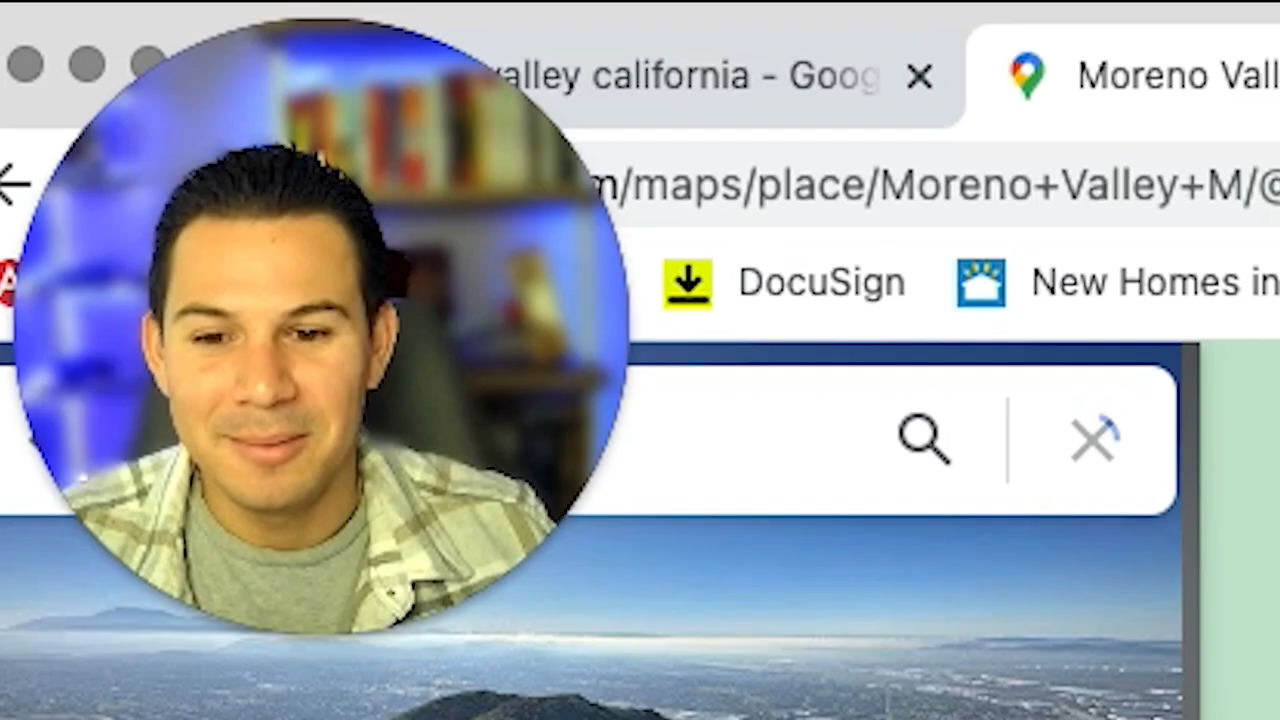 valley california - Goog
Moreno Vall
m/maps/place/Moreno+Valley+M/@
DocuSign
New Homes in